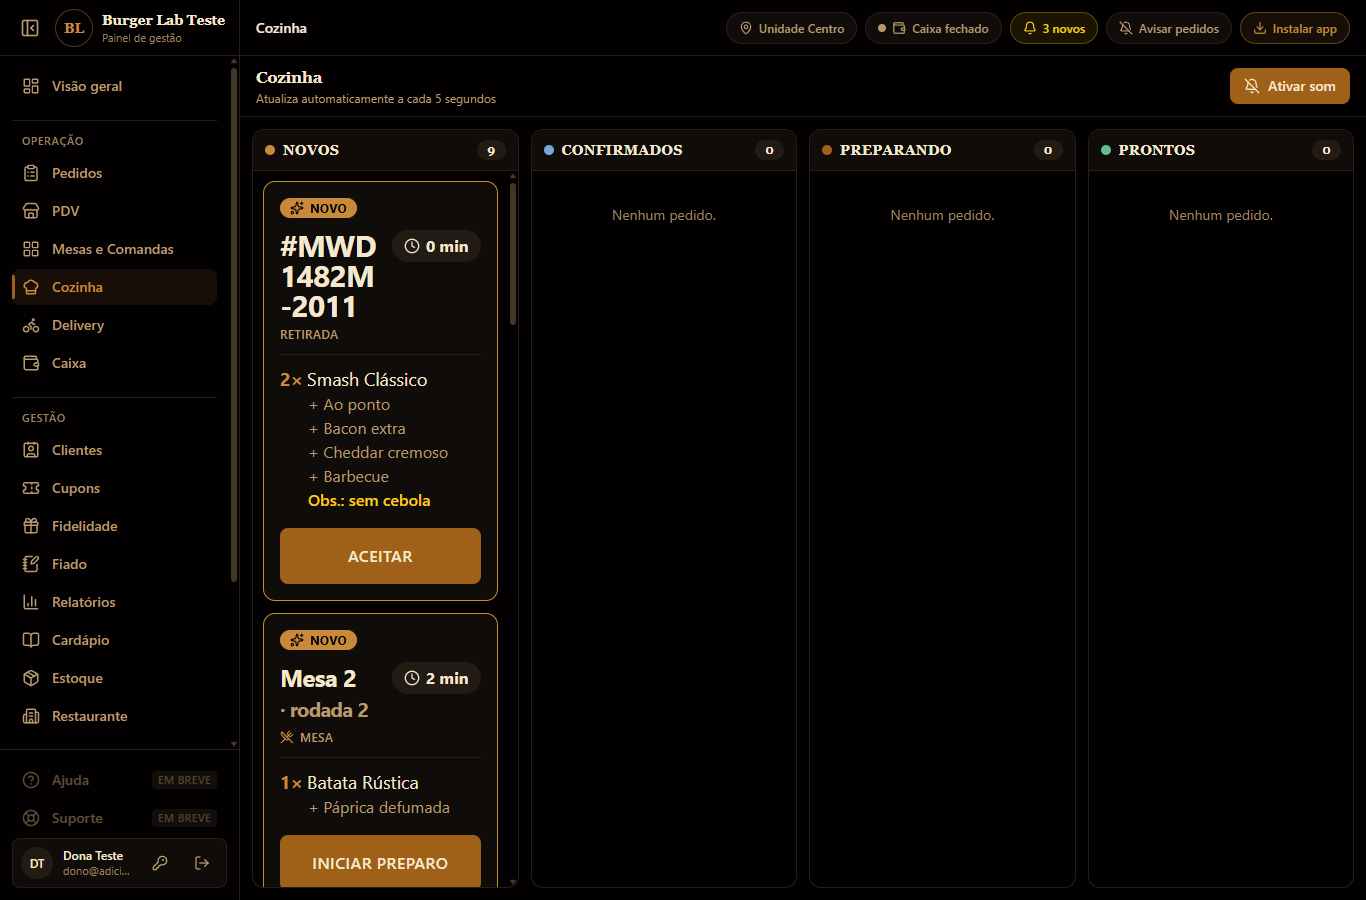 BL
Burger Lab Teste
Painel de gestão
Visão geral
OPERAÇÃO
Pedidos
PDV
Mesas e Comandas
Cozinha
Delivery
Caixa
GESTÃO
Clientes
Cupons
Fidelidade
Fiado
Relatórios
Cardápio
Estoque
Restaurante
Ajuda EM BREVE
Suporte EM BREVE
DT
Dona Teste
dono@adici...
Cozinha
Unidade Centro
Caixa fechado
3 novos
Avisar pedidos
Instalar app
Cozinha
Atualiza automaticamente a cada 5 segundos
Ativar som
NOVOS 9
NOVO
#MWD
1482M
-2011
0 min
RETIRADA
2× Smash Clássico
+ Ao ponto
+ Bacon extra
+ Cheddar cremoso
+ Barbecue
Obs.: sem cebola
ACEITAR
NOVO
Mesa 2
· rodada 2
2 min
MESA
1× Batata Rústica
+ Páprica defumada
INICIAR PREPARO
CONFIRMADOS 0
Nenhum pedido.
PREPARANDO 0
Nenhum pedido.
PRONTOS 0
Nenhum pedido.